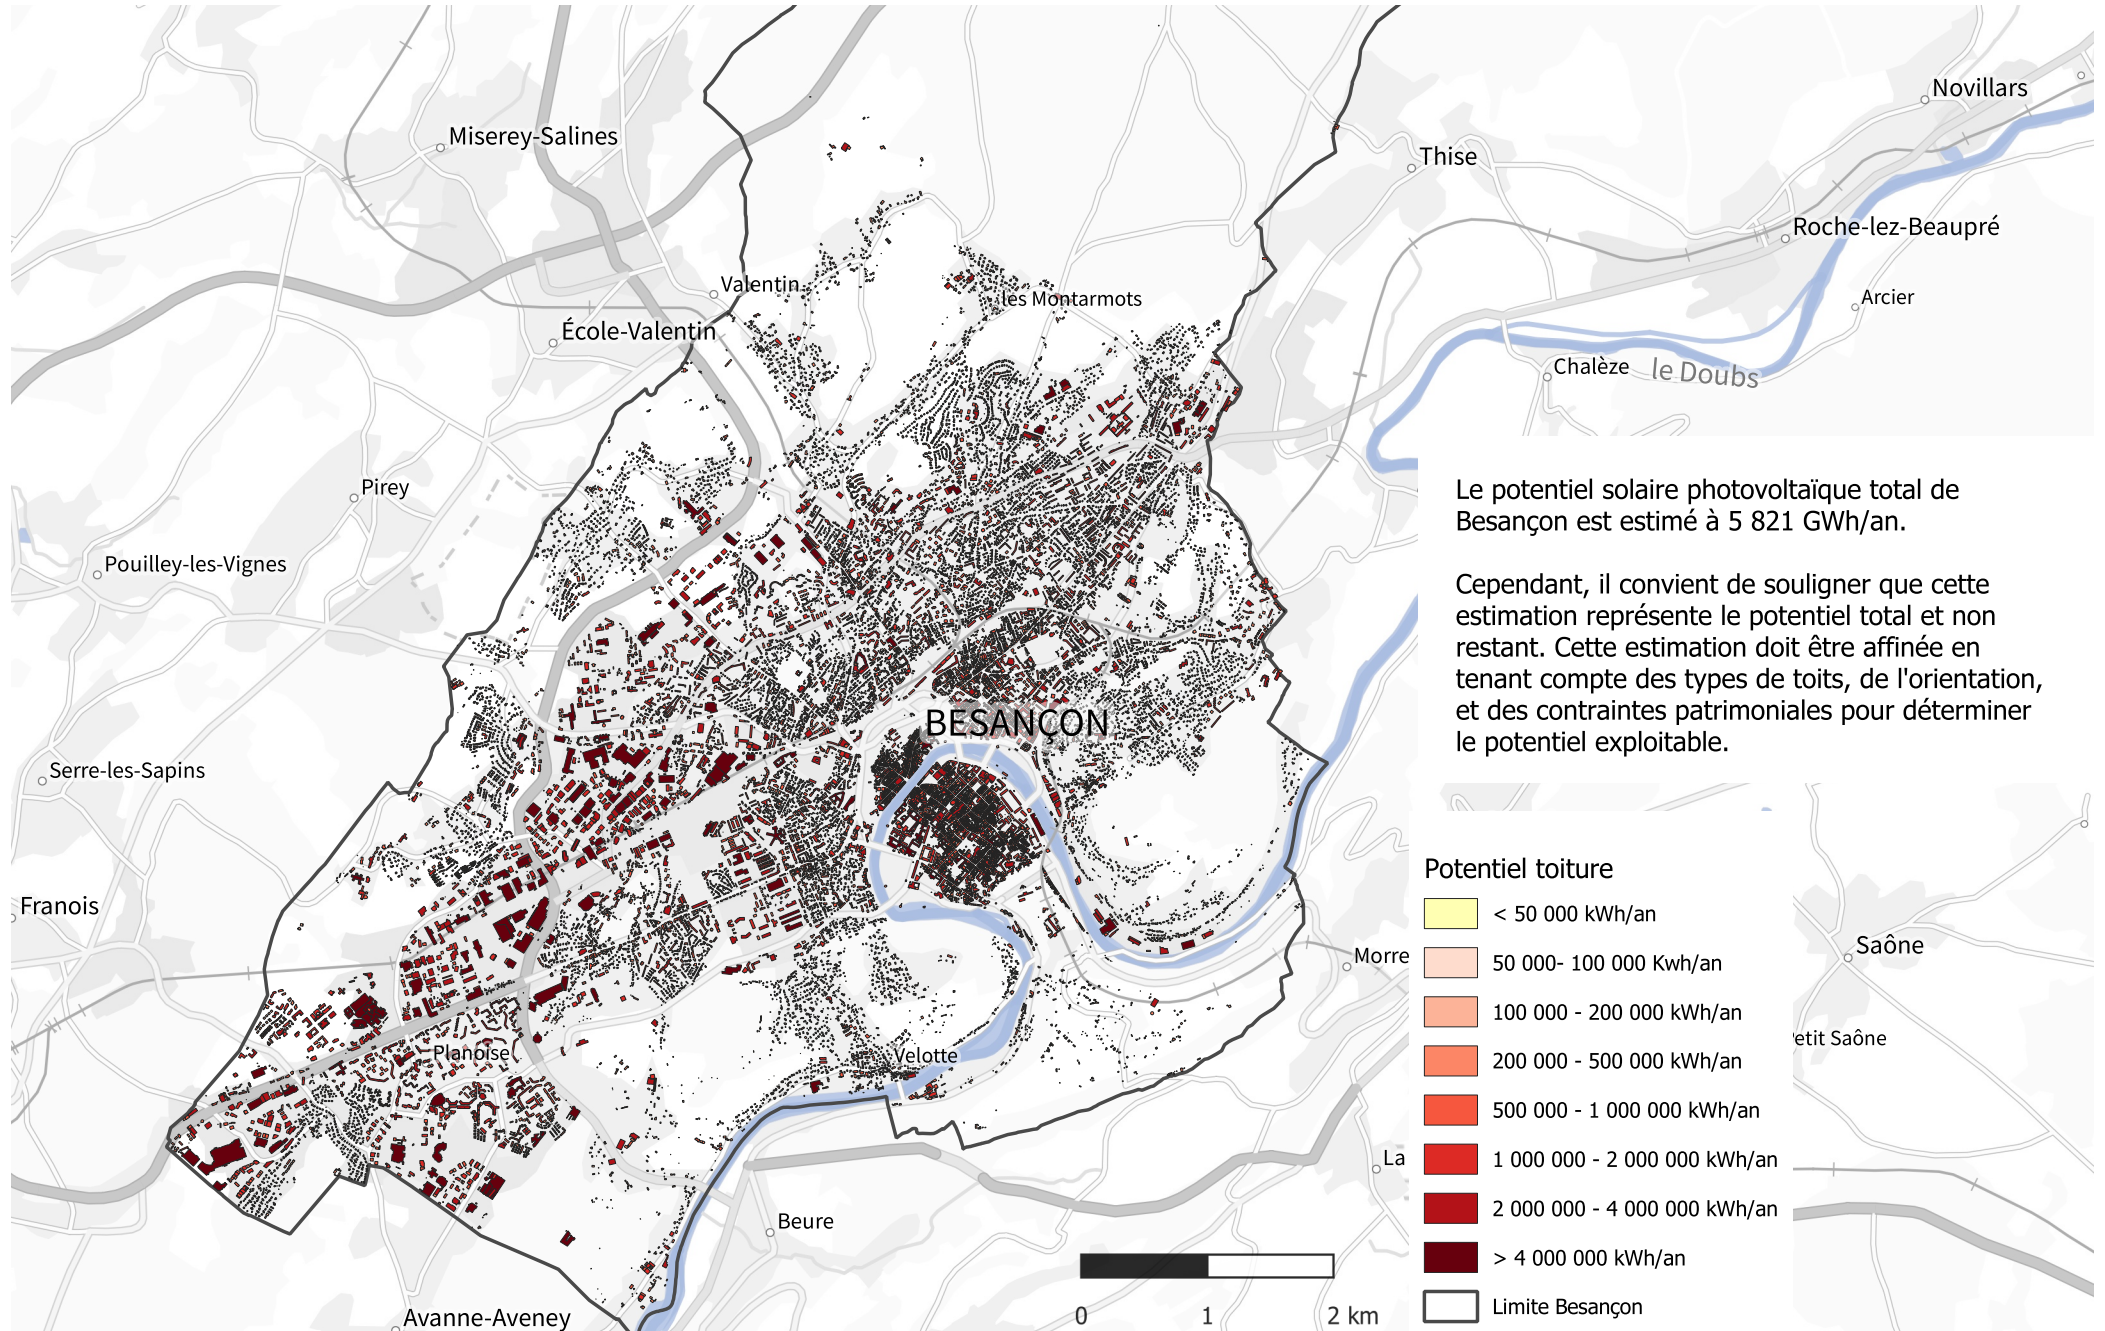 Novillars
Miserey-Salines
Thise
Roche-lez-Beaupré
Valentin
les Montarmots
Arcier
École-Valentin
Chalèze
le Doubs
Pirey
Le potentiel solaire photovoltaïque total de
Besançon est estimé à 5 821 GWh/an.
Cependant, il convient de souligner que cette
estimation représente le potentiel total et non
restant. Cette estimation doit être affinée en
tenant compte des types de toits, de l'orientation,
et des contraintes patrimoniales pour déterminer
le potentiel exploitable.
Pouilley-les-Vignes
BESANÇON
Serre-les-Sapins
Franois
Saône
Morre
Planoise
Velotte
etit Saône
La
Beure
Avanne-Aveney
Potentiel toiture
< 50 000 kWh/an
50 000- 100 000 Kwh/an
100 000 - 200 000 kWh/an
200 000 - 500 000 kWh/an
500 000 - 1 000 000 kWh/an
1 000 000 - 2 000 000 kWh/an
2 000 000 - 4 000 000 kWh/an
> 4 000 000 kWh/an
Limite Besançon
0 1 2 km